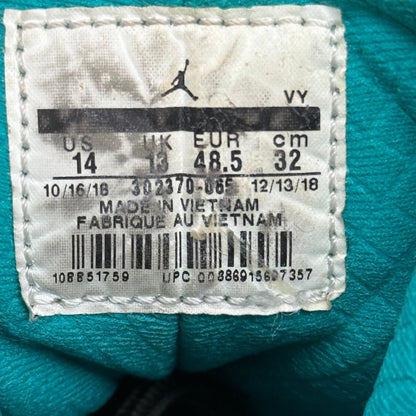 VY
US UK EUR cm
14 13 48.5 32
10/16/18 302370-065 12/13/18
MADE IN VIETNAM
FABRIQUE AU VIETNAM
108851759 UPC 00886915697357